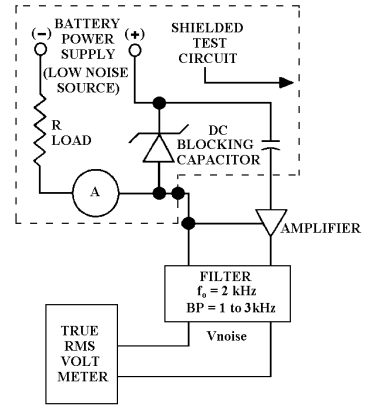 (-) BATTERY (+)
POWER
SUPPLY
(LOW NOISE
SOURCE)
SHIELDED
TEST
CIRCUIT
R
LOAD
DC
BLOCKING
CAPACITOR
A
AMPLIFIER
FILTER
fo = 2 kHz
BP = 1 to 3kHz
Vnoise
TRUE
RMS
VOLT
METER